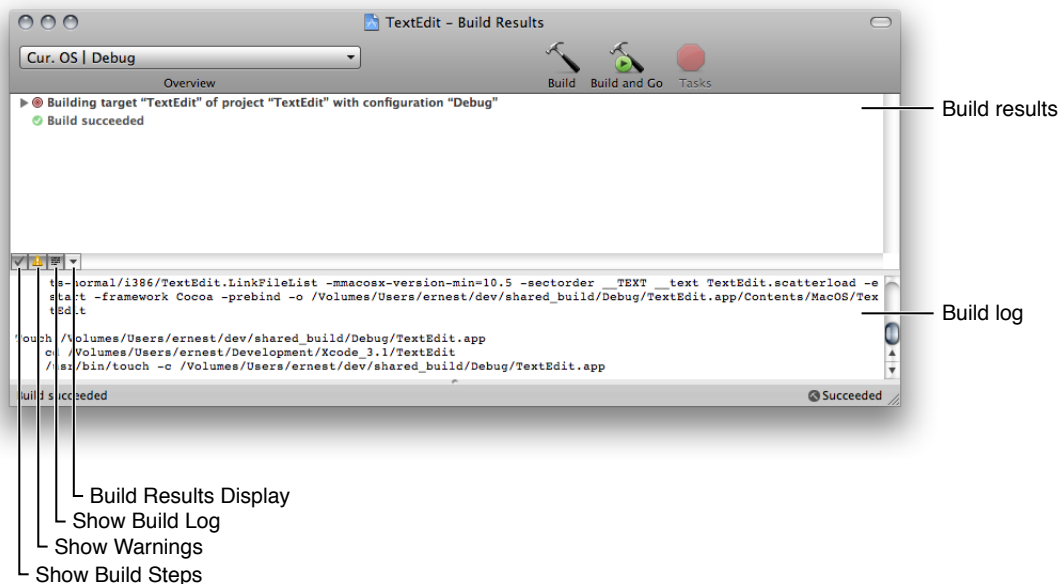 TextEdit – Build Results
Cur. OS | Debug
Overview
Build
Build and Go
Tasks
Building target “TextEdit” of project “TextEdit” with configuration “Debug”
Build succeeded
Build results
ts-normal/i386/TextEdit.LinkFileList -mmacosx-version-min=10.5 -sectorder __TEXT __text TextEdit.scatterload -e
start -framework Cocoa -prebind -o /Volumes/Users/ernest/dev/shared_build/Debug/TextEdit.app/Contents/MacOS/Tex
tEdit
Build log
Touch /Volumes/Users/ernest/dev/shared_build/Debug/TextEdit.app
cd /Volumes/Users/ernest/Development/Xcode_3.1/TextEdit
/usr/bin/touch -c /Volumes/Users/ernest/dev/shared_build/Debug/TextEdit.app
Build succeeded
Succeeded
Build Results Display
Show Build Log
Show Warnings
Show Build Steps